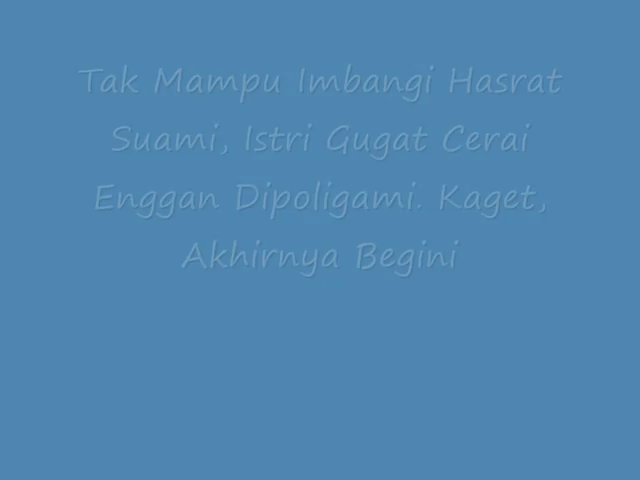 Tak Mampu Imbangi Hasrat
Suami, Istri Gugat Cerai
Enggan Dipoligami. Kaget,
Akhirnya Begini